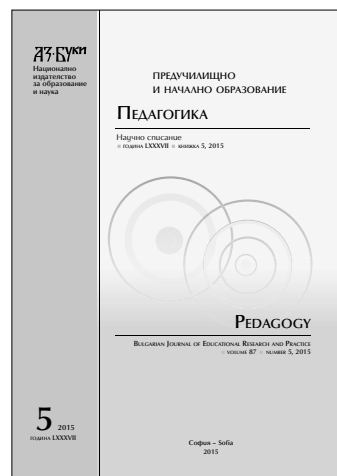 АЗ·БУКИ
Национално
издателство
за образование
и наука
ПРЕДУЧИЛИЩНО
И НАЧАЛНО ОБРАЗОВАНИЕ
ПЕДАГОГИКА
Научно списание
ГОДИНА LXXXVII КНИЖКА 5, 2015
PEDAGOGY
BULGARIAN JOURNAL OF EDUCATIONAL RESEARCH AND PRACTICE
VOLUME 87 NUMBER 5, 2015
5 2015
ГОДИНА LXXXVII
София – Sofia
2015